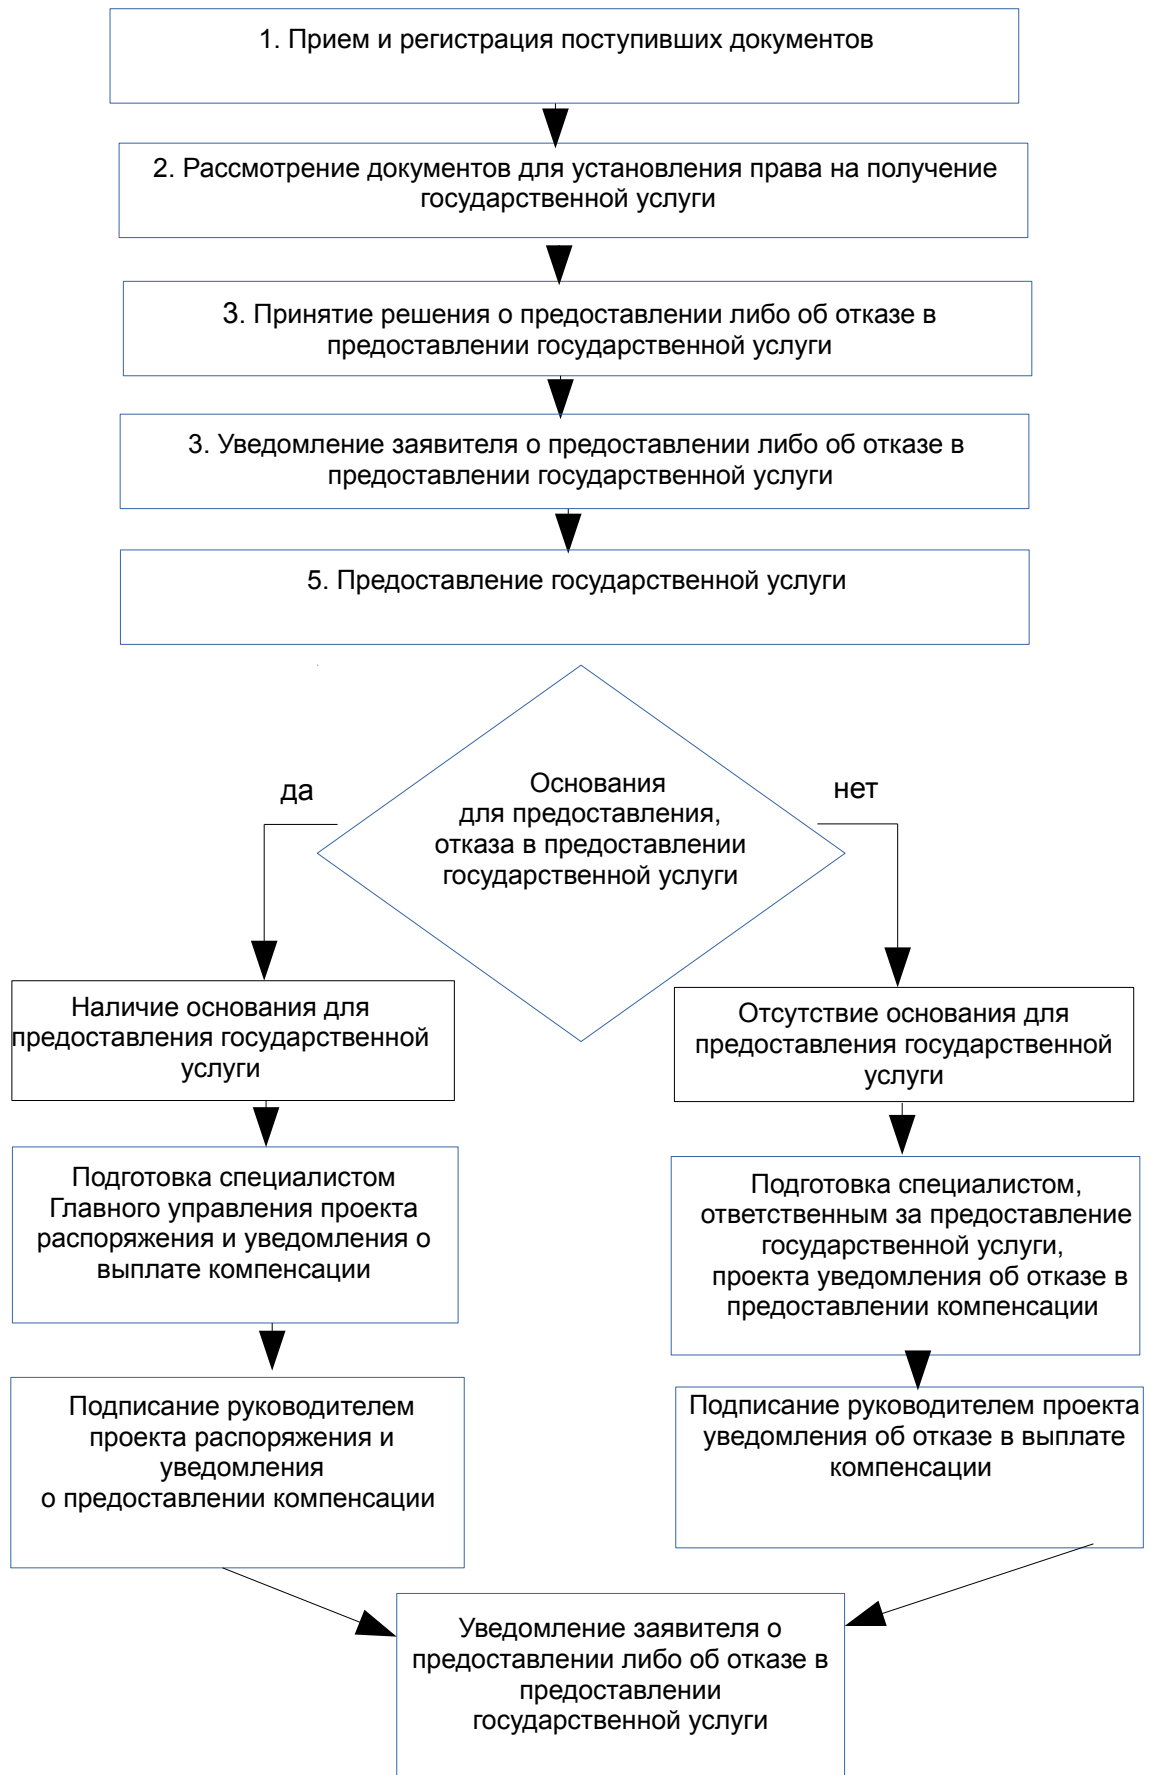 1. Прием и регистрация поступивших документов
2. Рассмотрение документов для установления права на получение
государственной услуги
3. Принятие решения о предоставлении либо об отказе в
предоставлении государственной услуги
3. Уведомление заявителя о предоставлении либо об отказе в
предоставлении государственной услуги
5. Предоставление государственной услуги
Основания
для предоставления,
отказа в предоставлении
государственной услуги
да
нет
Наличие основания для
предоставления государственной
услуги
Отсутствие основания для
предоставления государственной
услуги
Подготовка специалистом
Главного управления проекта
распоряжения и уведомления о
выплате компенсации
Подготовка специалистом,
ответственным за предоставление
государственной услуги,
проекта уведомления об отказе в
предоставлении компенсации
Подписание руководителем
проекта распоряжения и
уведомления
о предоставлении компенсации
Подписание руководителем проекта
уведомления об отказе в выплате
компенсации
Уведомление заявителя о
предоставлении либо об отказе в
предоставлении
государственной услуги